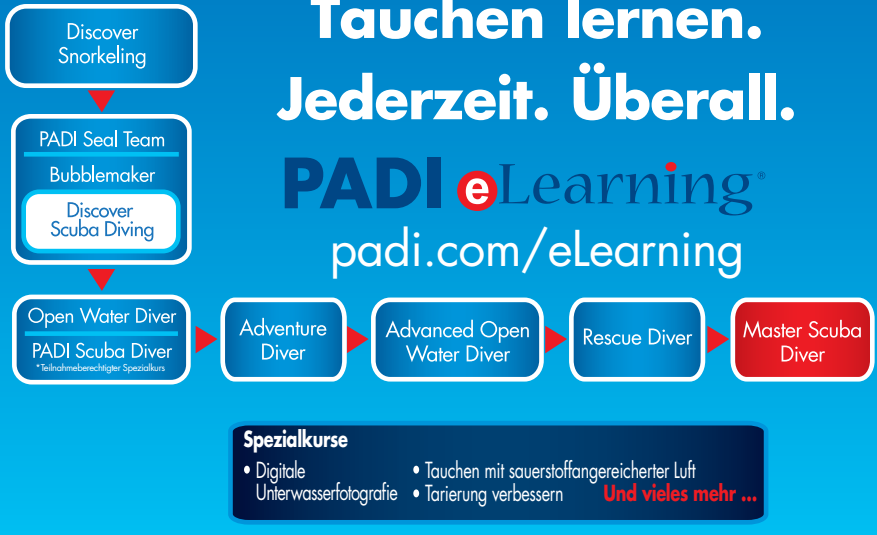 Discover
Snorkeling
PADI Seal Team
Bubblemaker
Discover
Scuba Diving
Open Water Diver
PADI Scuba Diver
*Teilnahmeberechtigter Spezialkurs
Tauchen lernen.
Jederzeit. Überall.
PADI eLearning®
padi.com/eLearning
Adventure
Diver
Advanced Open
Water Diver
Rescue Diver
Master Scuba
Diver
Spezialkurse
• Digitale
Unterwasserfotografie
• Tauchen mit sauerstoffangereicherter Luft
• Tarierung verbessern
Und vieles mehr ...